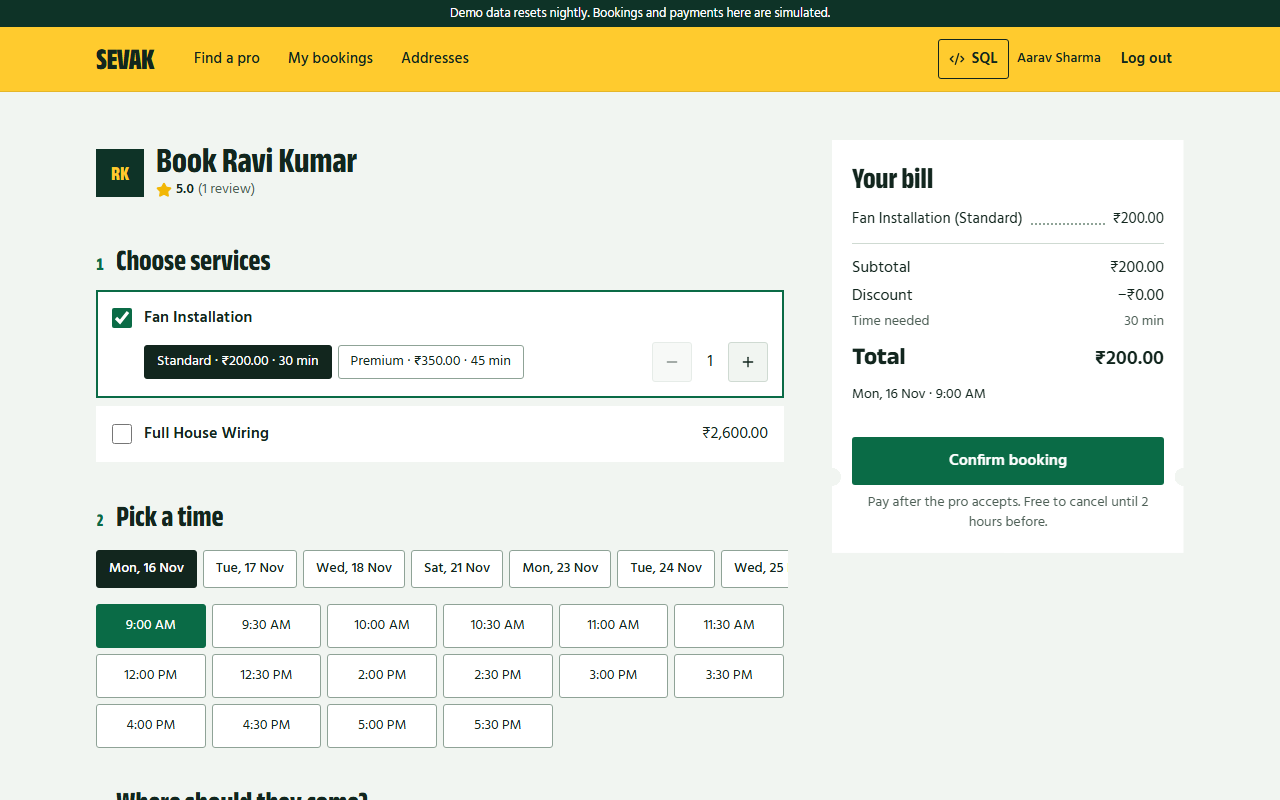 Demo data resets nightly. Bookings and payments here are simulated.
SEVAK Find a pro My bookings Addresses </> SQL Aarav Sharma Log out
RK
Book Ravi Kumar
5.0 (1 review)
1 Choose services
Fan Installation
Standard · ₹200.00 · 30 min Premium · ₹350.00 · 45 min − 1 +
Full House Wiring ₹2,600.00
2 Pick a time
Mon, 16 Nov Tue, 17 Nov Wed, 18 Nov Sat, 21 Nov Mon, 23 Nov Tue, 24 Nov Wed, 25
9:00 AM 9:30 AM 10:00 AM 10:30 AM 11:00 AM 11:30 AM
12:00 PM 12:30 PM 2:00 PM 2:30 PM 3:00 PM 3:30 PM
4:00 PM 4:30 PM 5:00 PM 5:30 PM
Where should they come?
Your bill
Fan Installation (Standard) ₹200.00
Subtotal ₹200.00
Discount −₹0.00
Time needed 30 min
Total ₹200.00
Mon, 16 Nov · 9:00 AM
Confirm booking
Pay after the pro accepts. Free to cancel until 2
hours before.